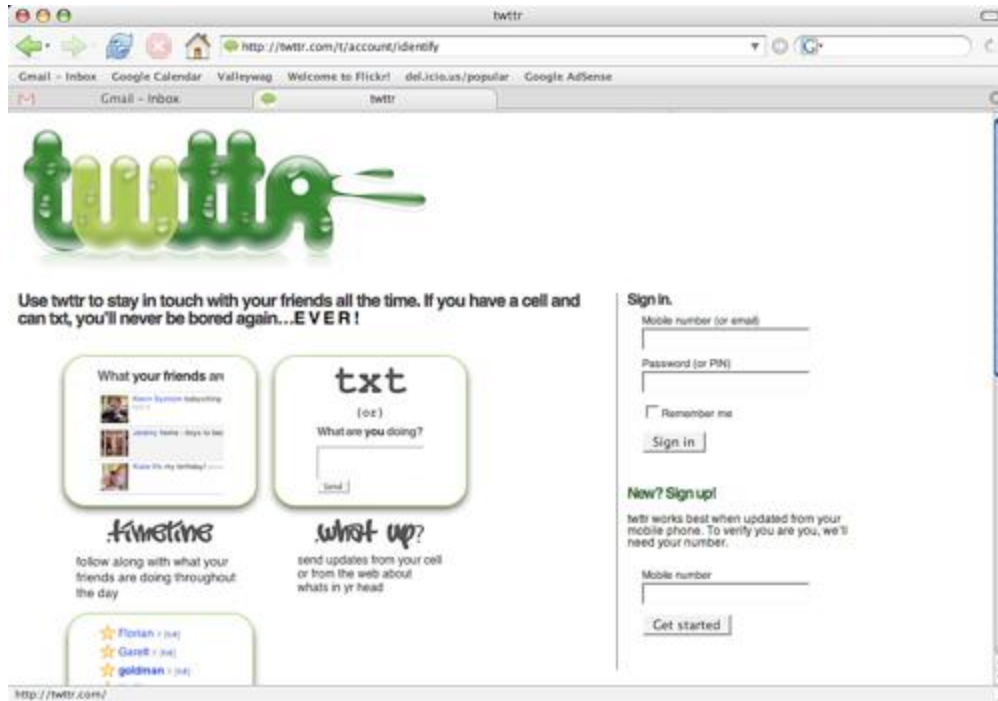 twttr
http://twttr.com/t/account/identify
Gmail - Inbox Google Calendar Valleywag Welcome to Flickr! del.icio.us/popular Google AdSense
Gmail - Inbox twttr
twttr
Use twttr to stay in touch with your friends all the time. If you have a cell and
can txt, you'll never be bored again...E V E R !
What your friends are
my birthday!
txt
(or)
What are you doing?
Send
timeline
follow along with what your
friends are doing throughout
the day
what up?
send updates from your cell
or from the web about
whats in yr head
Florian
Garett
goldman
Sign in.
Mobile number (or email)
Password (or PIN)
Remember me
Sign in
New? Sign up!
twttr works best when updated from your
mobile phone. To verify you are you, we'll
need your number.
Mobile number
Get started
http://twttr.com/